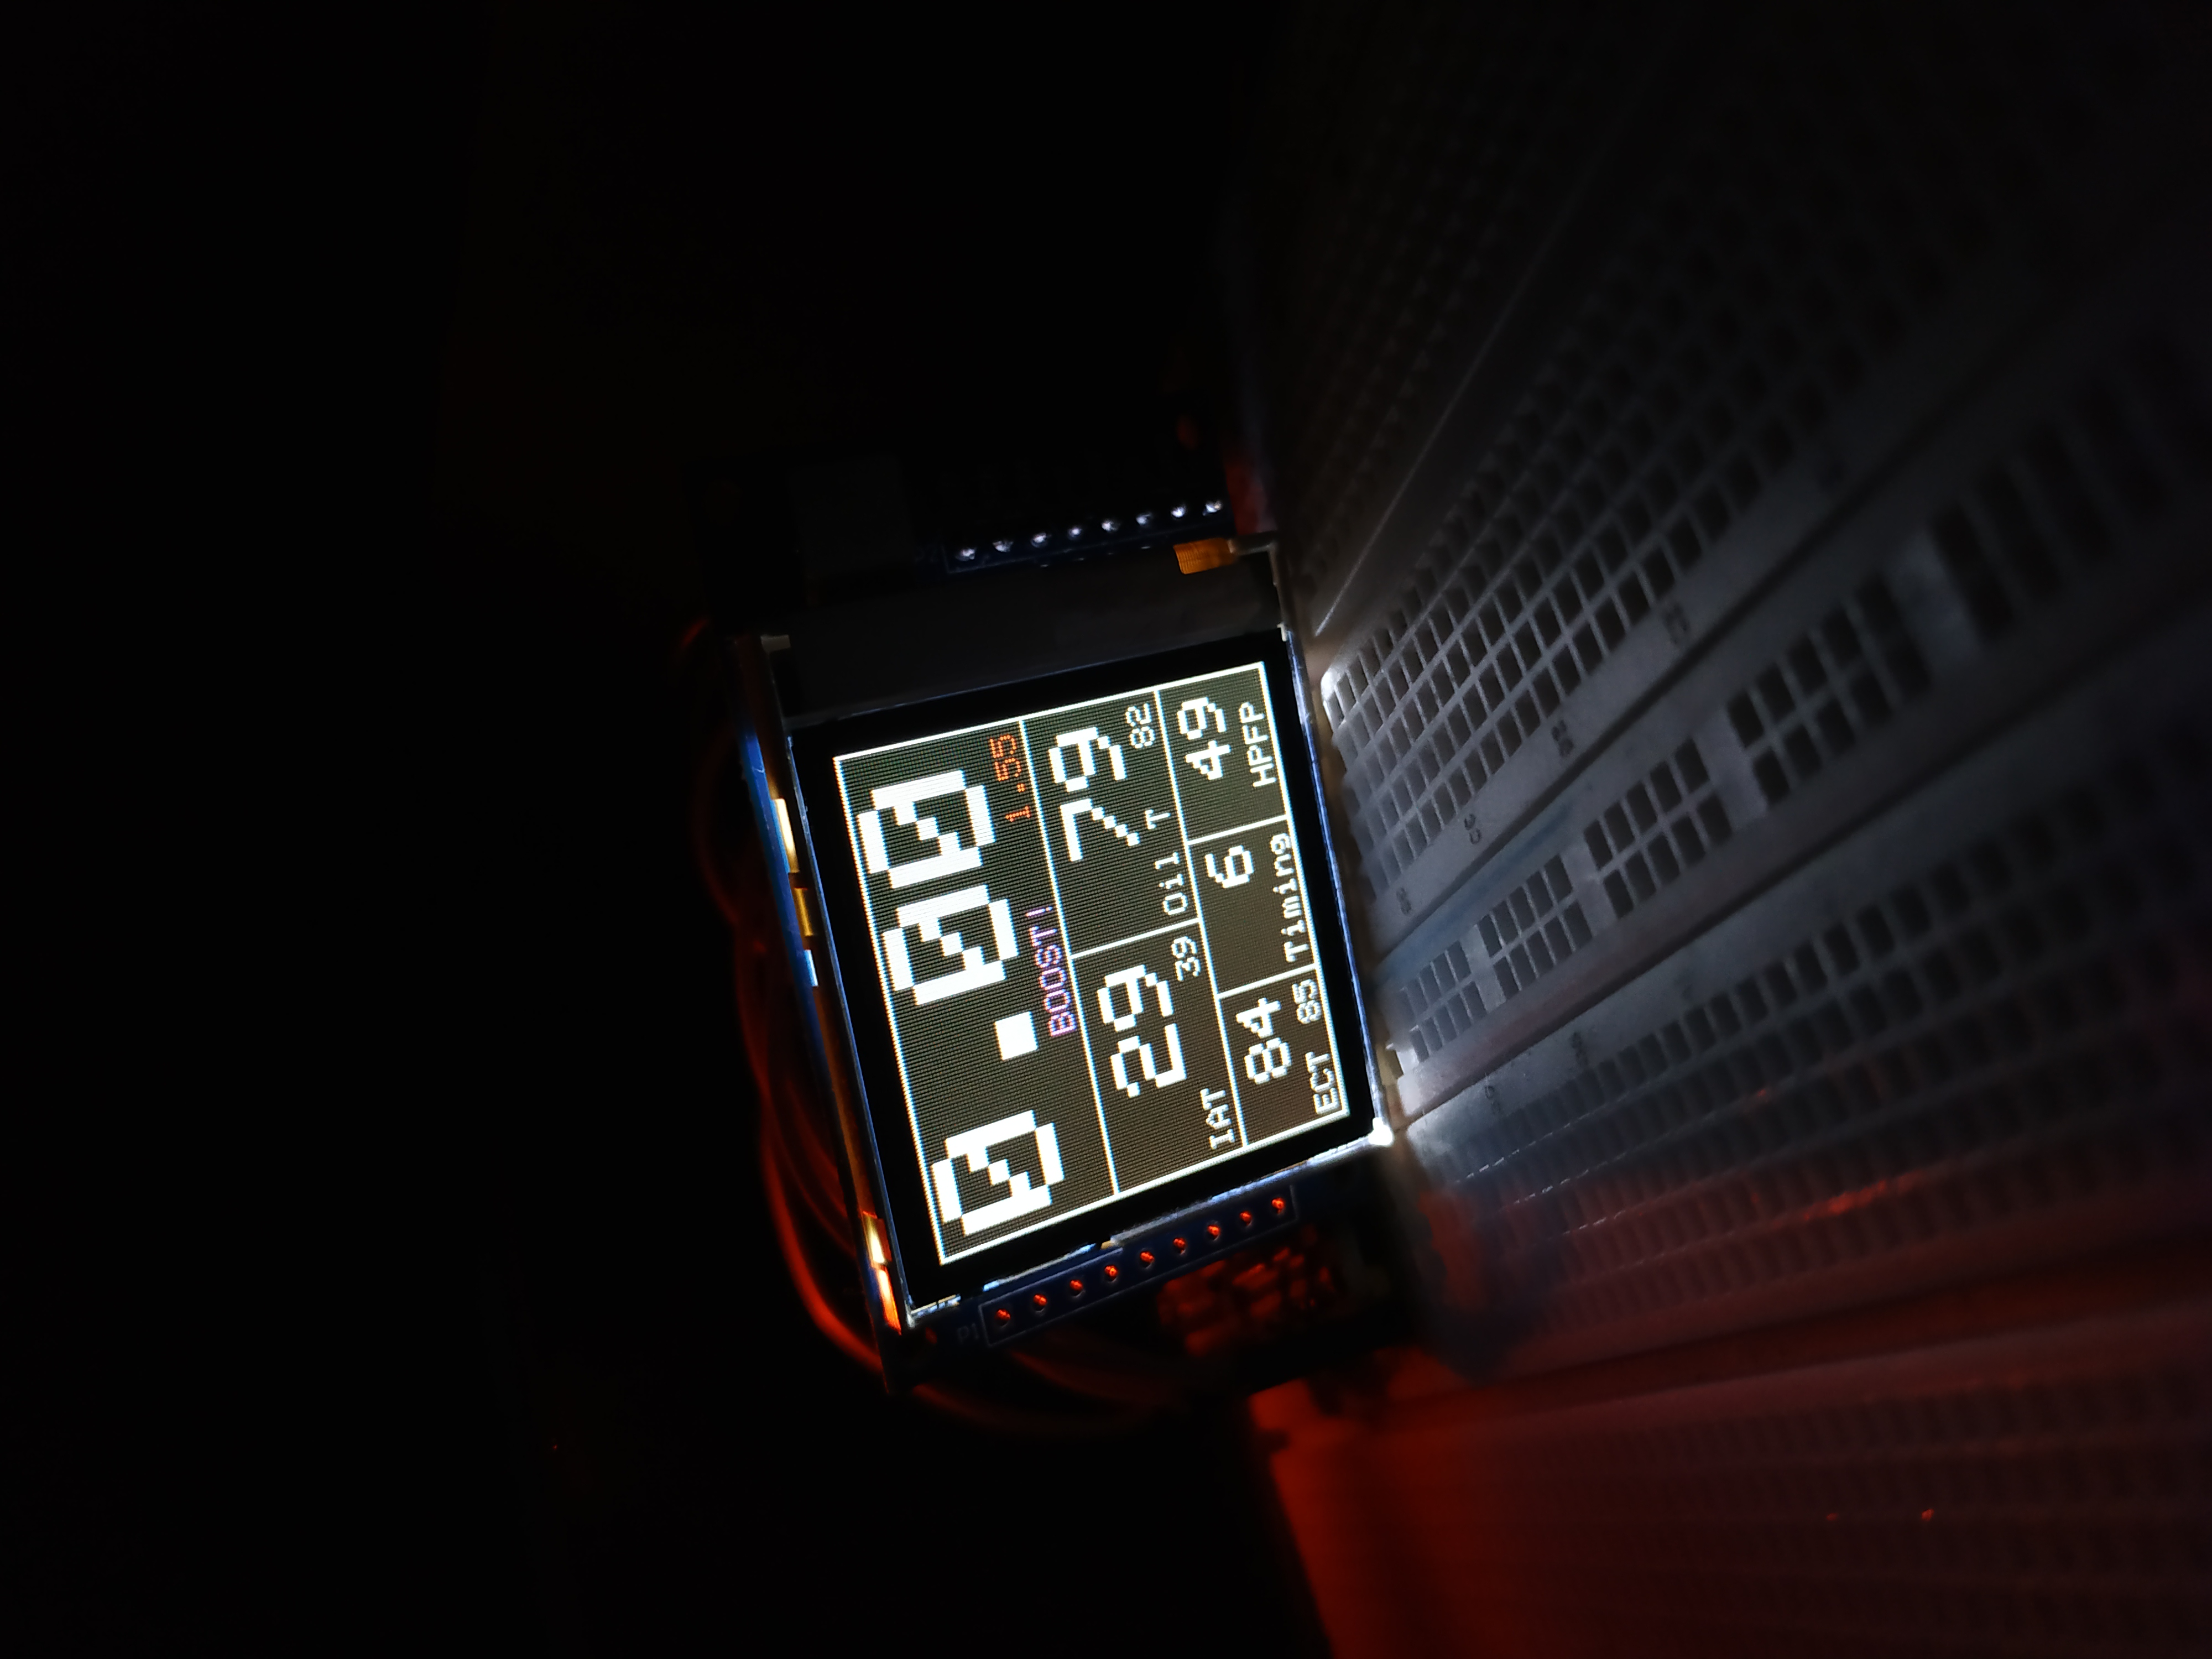 0.00
BOOST! 1.55
29
IAT 39
79
Oil T 82
84
ECT 85
6
Timing
49
HPFP